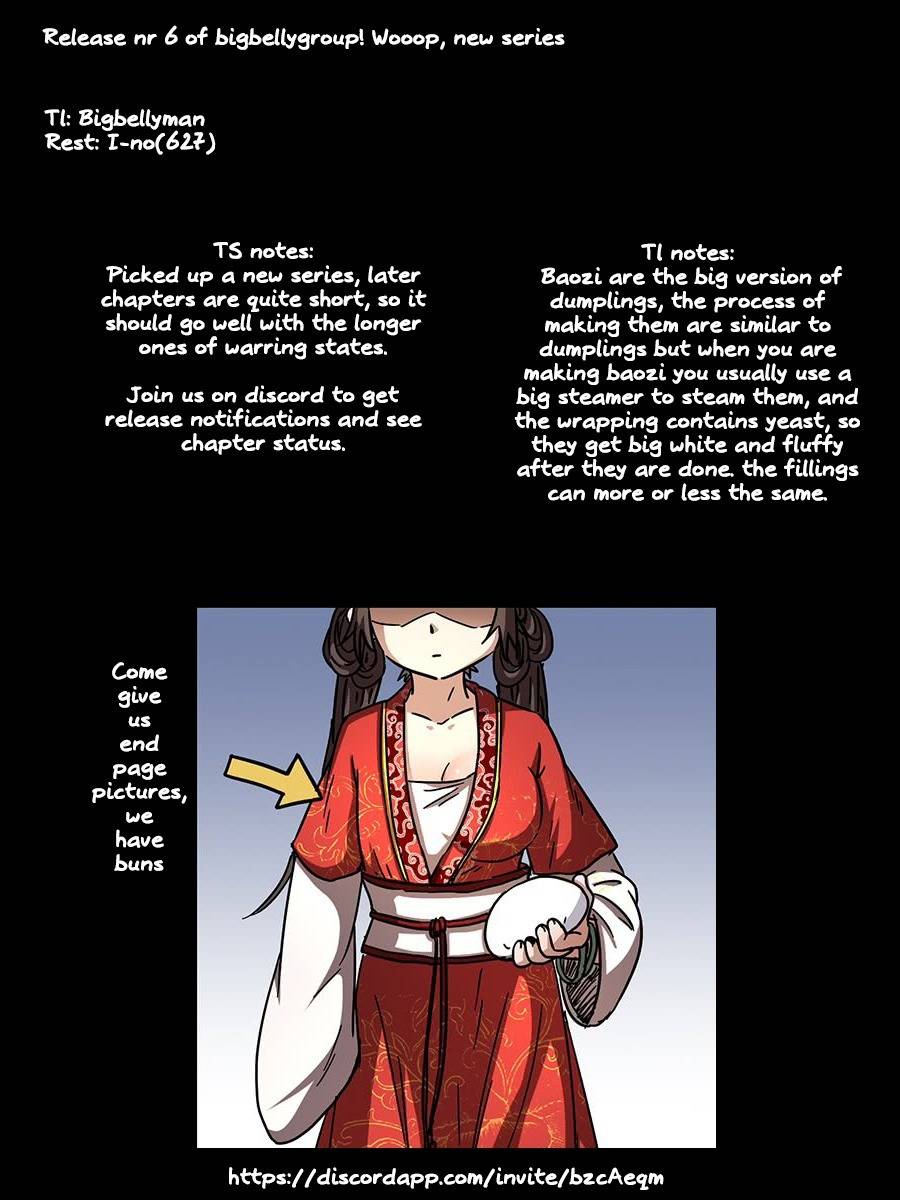 Release nr 6 of bigbellygroup! Wooop, new series
Tl: Bigbellyman
Rest: I-no(627)
TS notes:
Picked up a new series, later
chapters are quite short, so it
should go well with the longer
ones of warring states.
Join us on discord to get
release notifications and see
chapter status.
Tl notes:
Baozi are the big version of
dumplings, the process of
making them are similar to
dumplings but when you are
making baozi you usually use a
big steamer to steam them, and
the wrapping contains yeast, so
they get big white and fluffy
after they are done. the fillings
can more or less the same.
Come
give
us
end
page
pictures,
we
have
buns
https://discordapp.com/invite/bzcAeqm